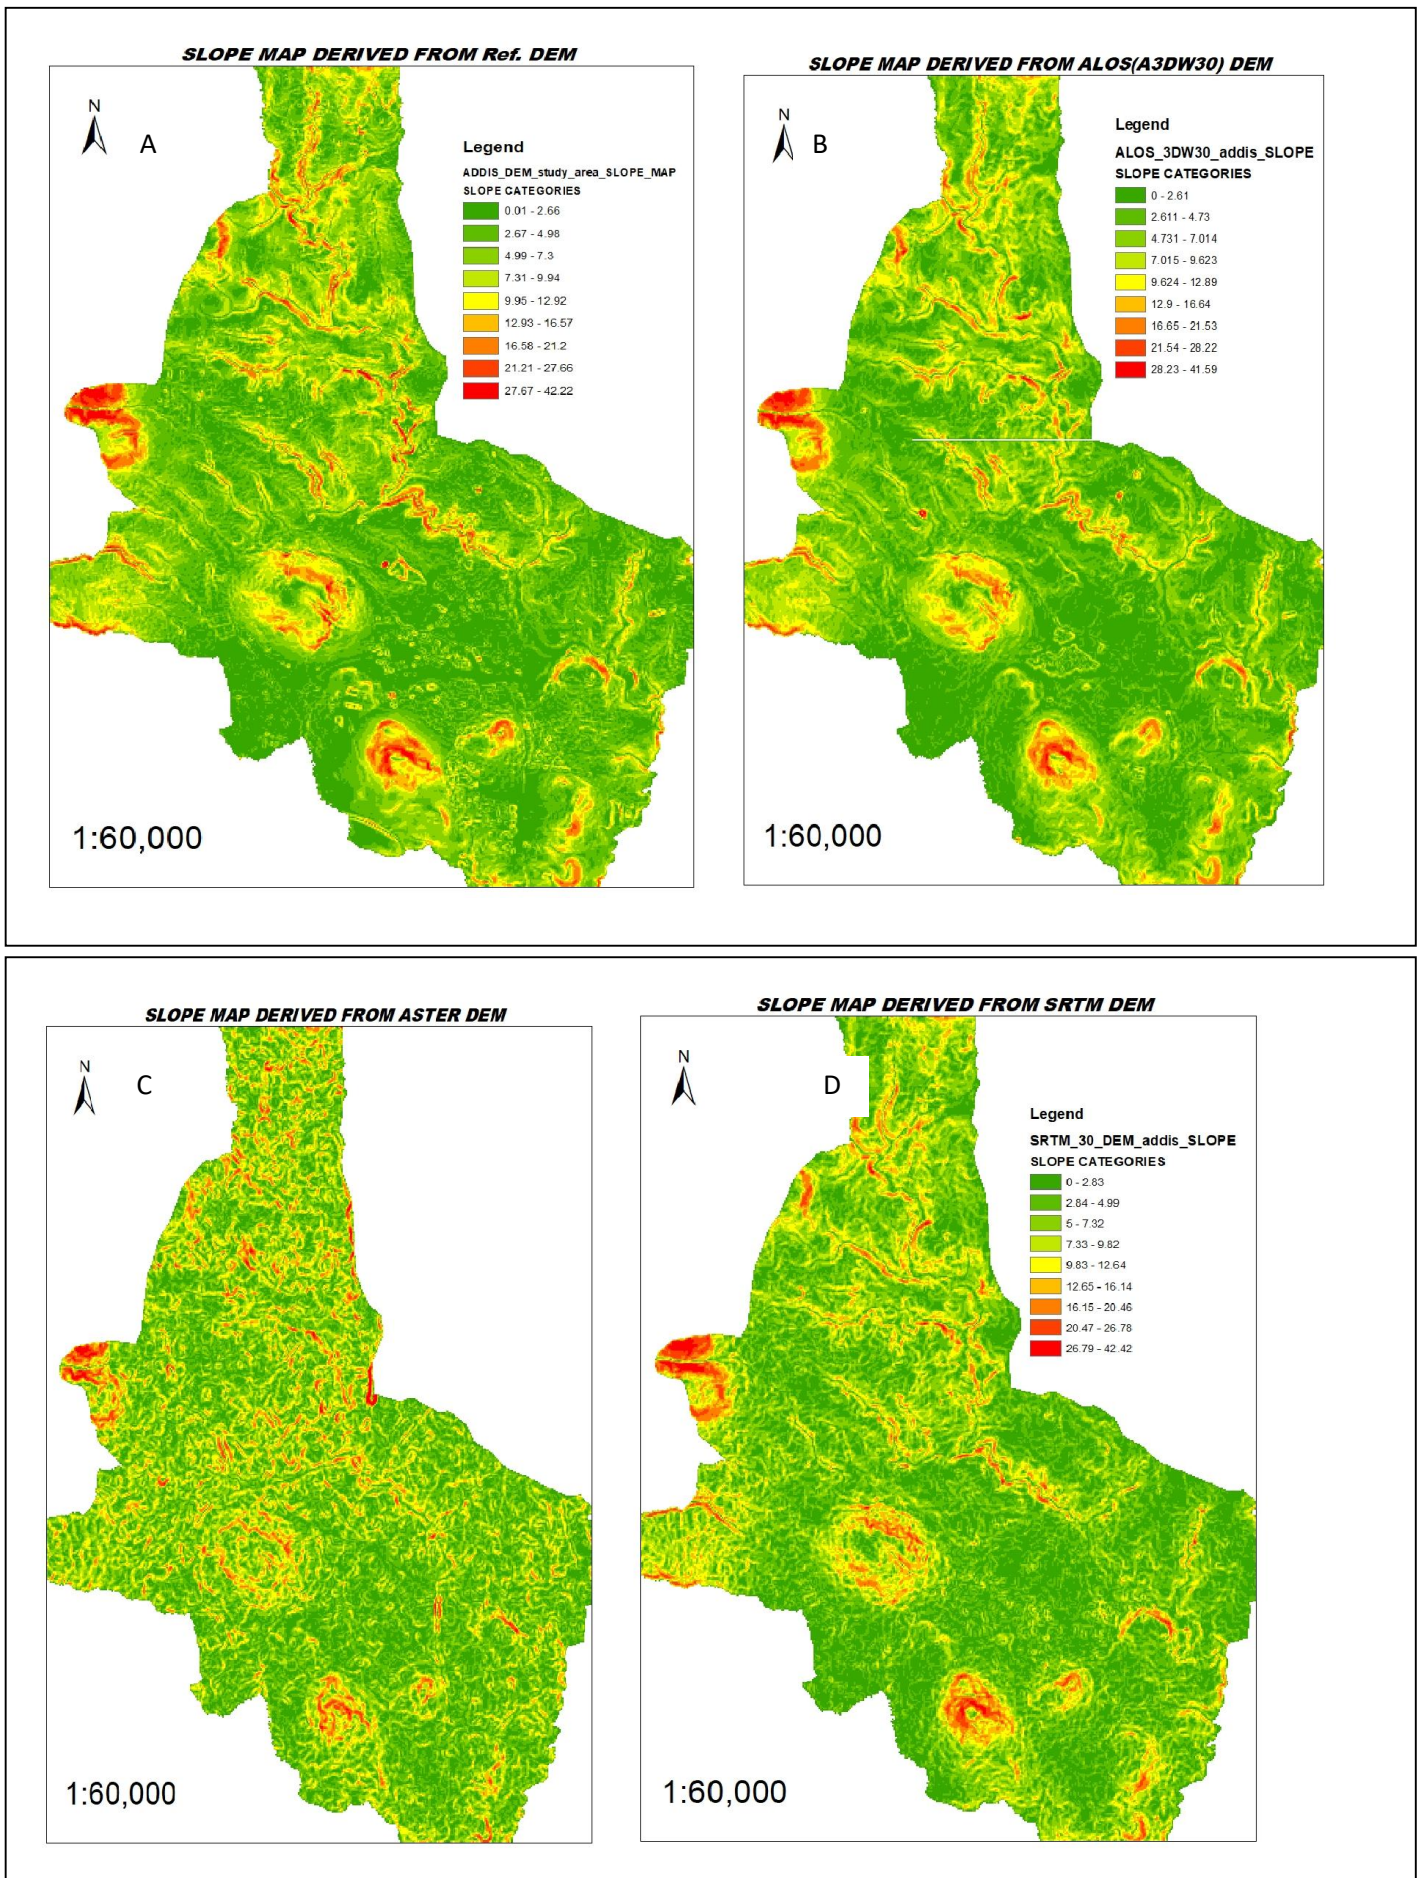 SLOPE MAP DERIVED FROM Ref. DEM
N
A
Legend
ADDIS_DEM_study_area_SLOPE_MAP
SLOPE CATEGORIES
0.01 - 2.66
2.67 - 4.98
4.99 - 7.3
7.31 - 9.94
9.95 - 12.92
12.93 - 16.57
16.58 - 21.2
21.21 - 27.66
27.67 - 42.22
1:60,000
SLOPE MAP DERIVED FROM ALOS(A3DW30) DEM
N
B
Legend
ALOS_3DW30_addis_SLOPE
SLOPE CATEGORIES
0 - 2.61
2.611 - 4.73
4.731 - 7.014
7.015 - 9.623
9.624 - 12.89
12.9 - 16.64
16.65 - 21.53
21.54 - 28.22
28.23 - 41.59
1:60,000
SLOPE MAP DERIVED FROM ASTER DEM
N
C
1:60,000
SLOPE MAP DERIVED FROM SRTM DEM
N
D
Legend
SRTM_30_DEM_addis_SLOPE
SLOPE CATEGORIES
0 - 2.83
2.84 - 4.99
5 - 7.32
7.33 - 9.82
9.83 - 12.64
12.65 - 16.14
16.15 - 20.46
20.47 - 26.78
26.79 - 42.42
1:60,000